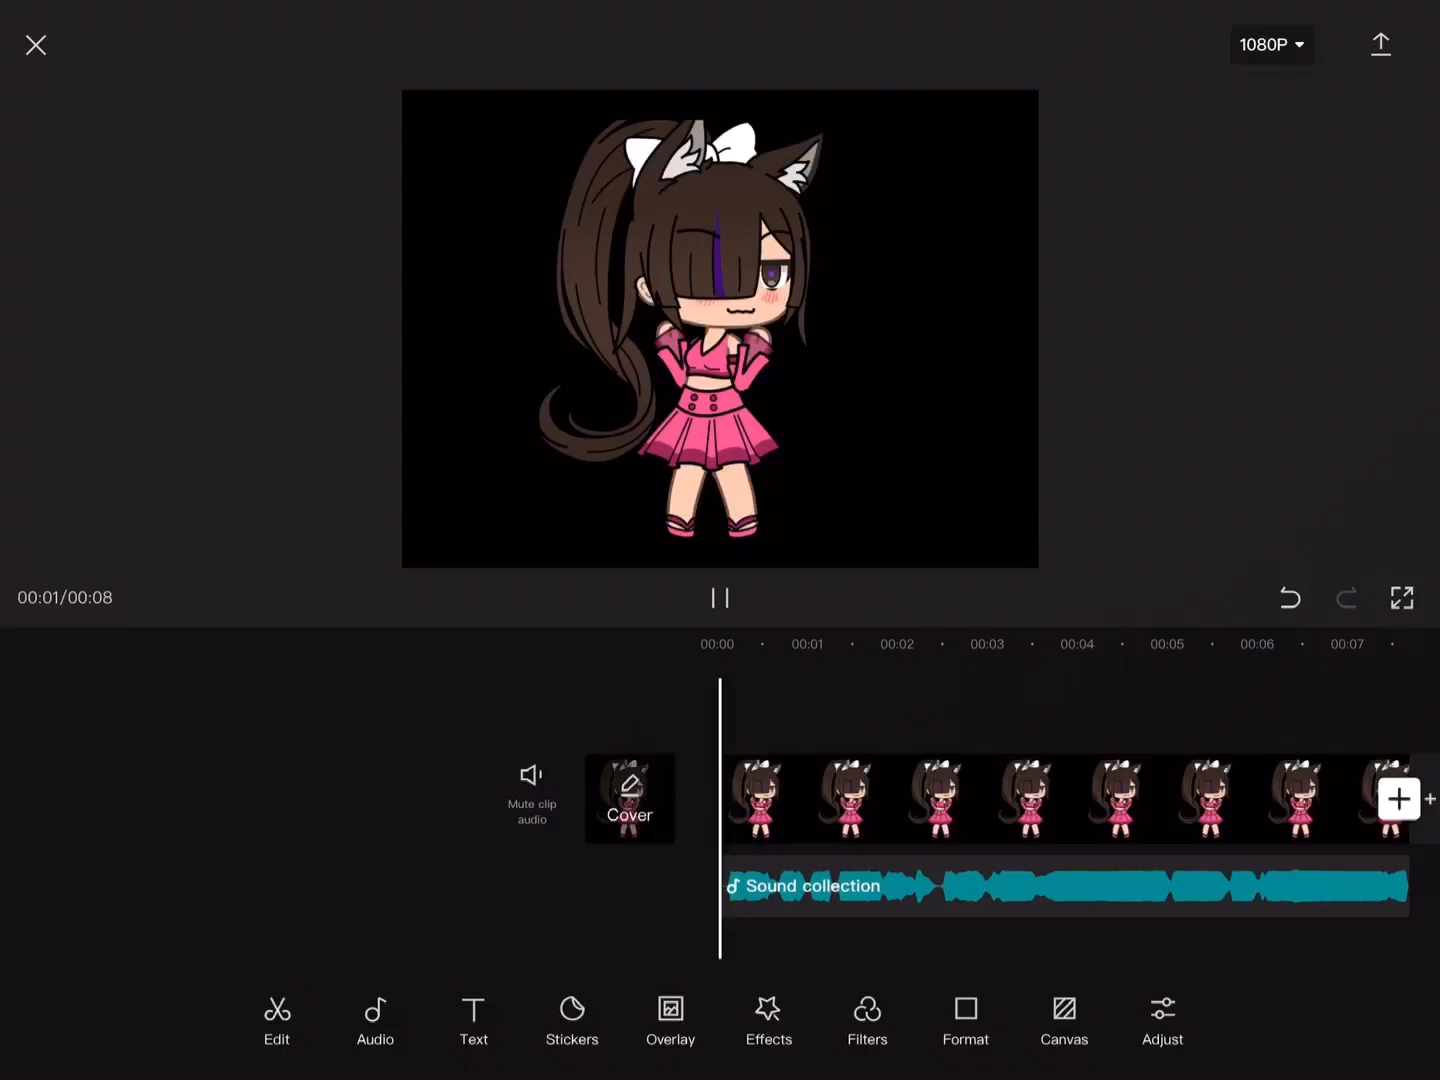 1080P
00:01/00:08
00:00 00:01 00:02 00:03 00:04 00:05 00:06 00:07
Mute clip
audio
Cover
Sound collection
Edit Audio Text Stickers Overlay Effects Filters Format Canvas Adjust